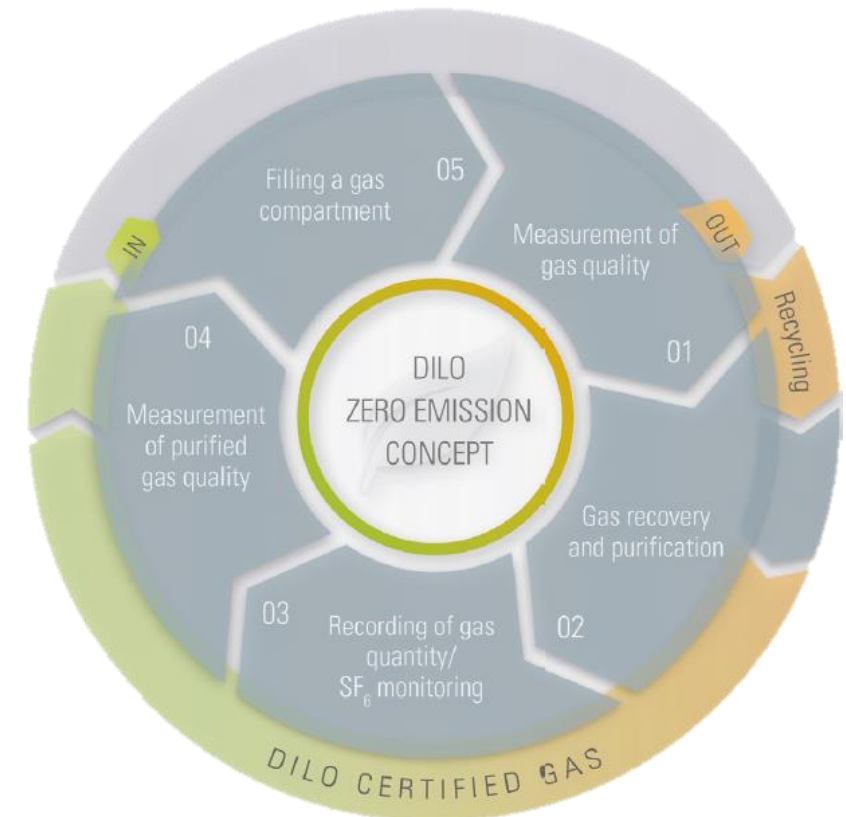 DILO
ZERO EMISSION
CONCEPT
OUT
Measurement of
gas quality
01
Recycling
Gas recovery
and purification
02
Recording of gas
quantity/
SF₆ monitoring
03
Measurement
of purified
gas quality
04
IN
Filling a gas
compartment
05
DILO CERTIFIED GAS